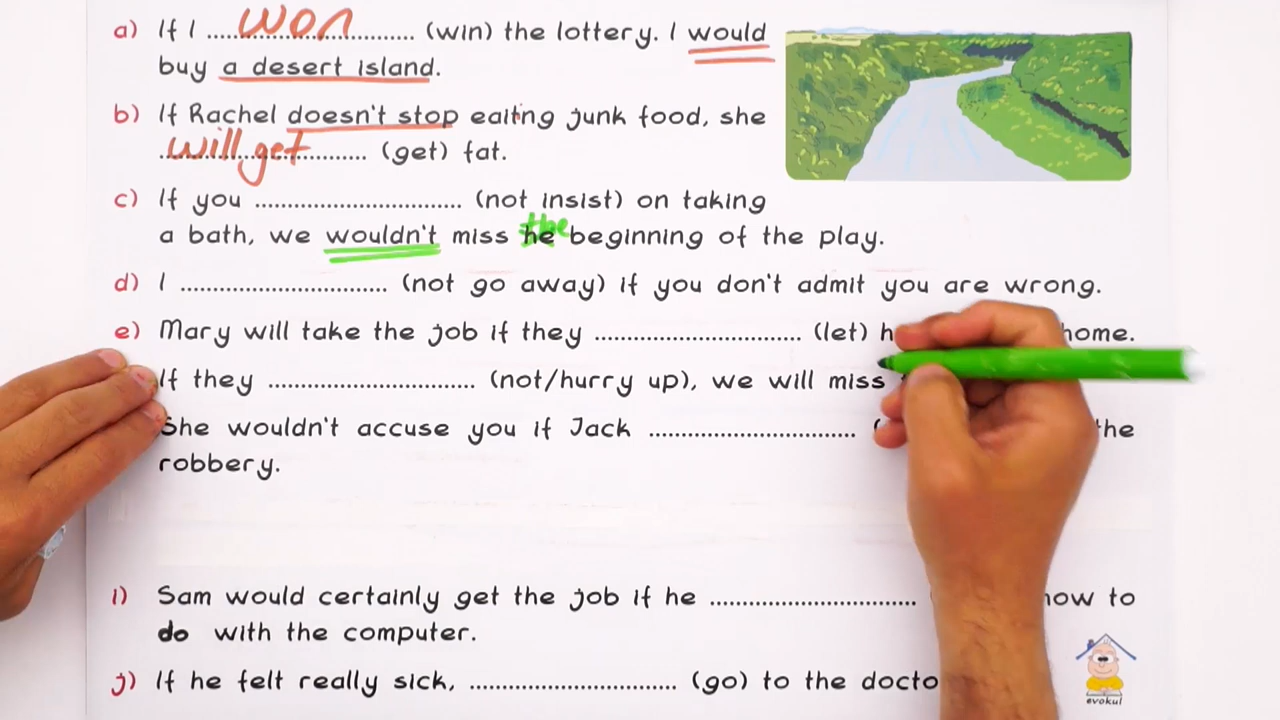 a) If I ....won.... (win) the lottery. I would
buy a desert island.
b) If Rachel doesn't stop eating junk food, she
....will get.... (get) fat.
c) If you ............................. (not insist) on taking
a bath, we wouldn't miss the beginning of the play.
d) I ............................. (not go away) if you don't admit you are wrong.
e) Mary will take the job if they ............................. (let) home.
If they ............................. (not/hurry up), we will miss
She wouldn't accuse you if Jack ............................. the
robbery.
i) Sam would certainly get the job if he ............................. to
do with the computer.
j) If he felt really sick, ............................. (go) to the
evokul